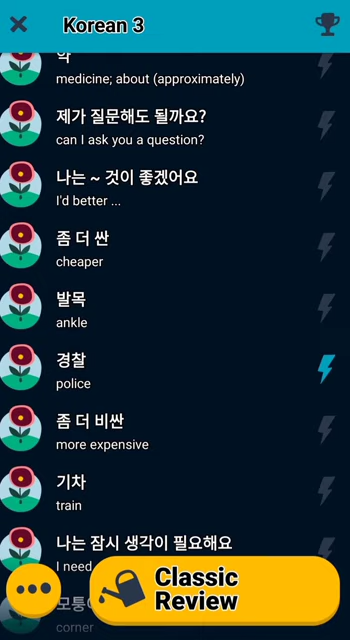 Korean 3
약
medicine; about (approximately)
제가 질문해도 될까요?
can I ask you a question?
나는 ~ 것이 좋겠어요
I'd better ...
좀 더 싼
cheaper
발목
ankle
경찰
police
좀 더 비싼
more expensive
기차
train
나는 잠시 생각이 필요해요
I need
Classic
Review
corner